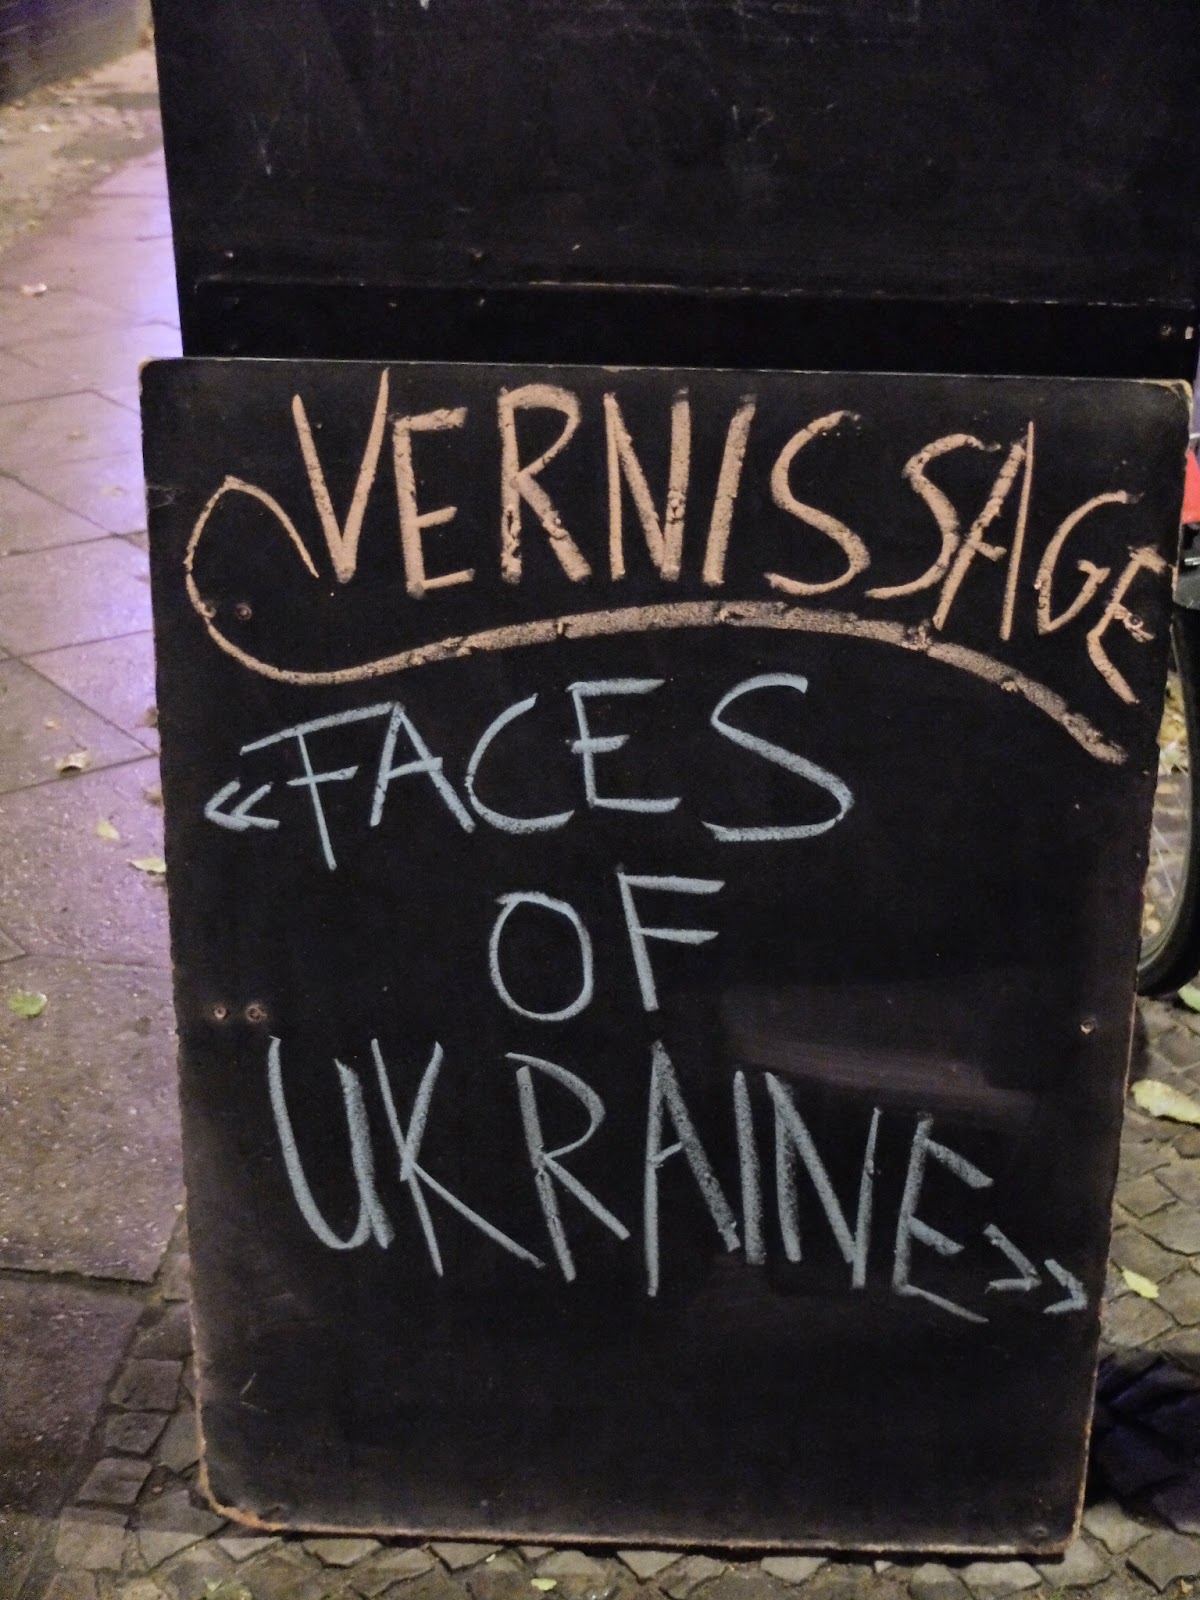 VERNISSAGE
«FACES
OF
UKRAINE»